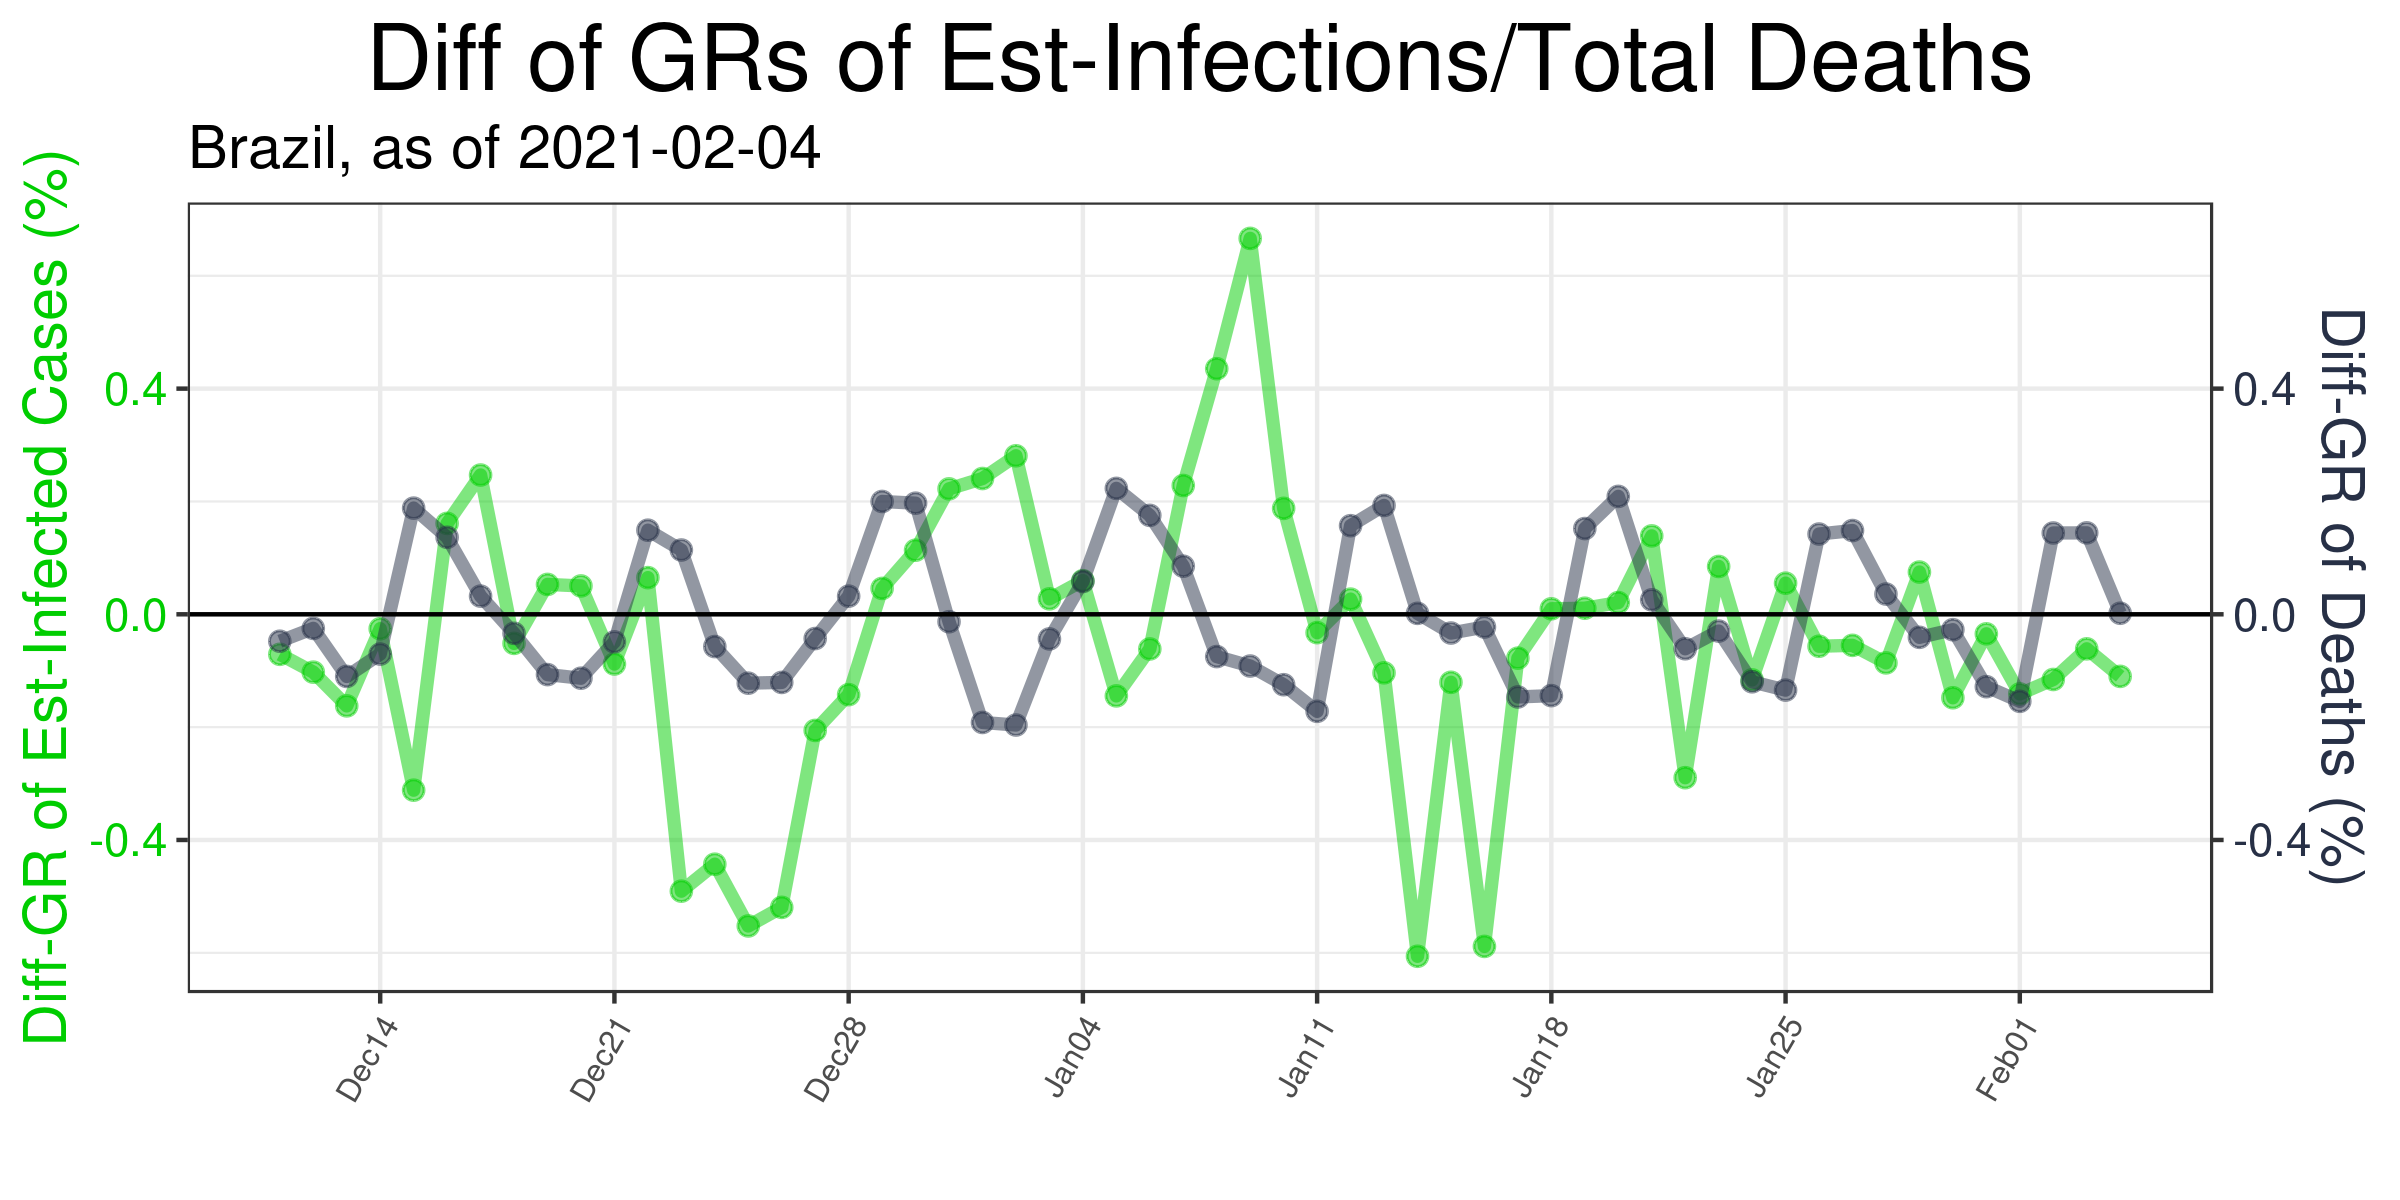 Diff of GRs of Est-Infections/Total Deaths
Brazil, as of 2021-02-04
Diff-GR of Est-Infected Cases (%)
0.4
0.0
-0.4
0.4
0.0
-0.4
Diff-GR of Deaths (%)
Dec14
Dec21
Dec28
Jan04
Jan11
Jan18
Jan25
Feb01